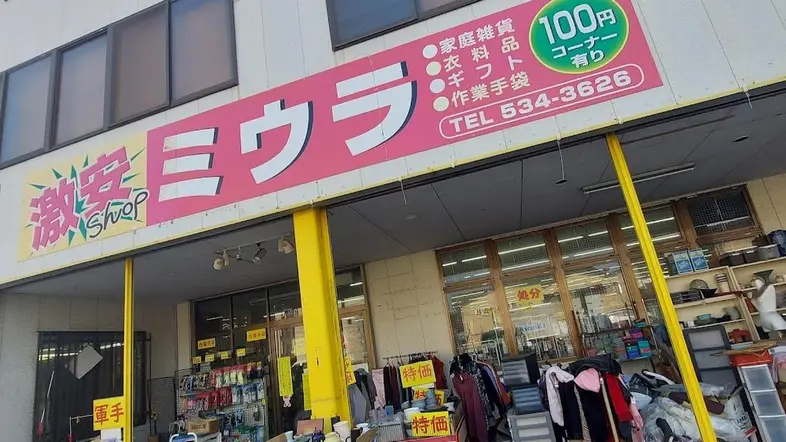 激安
Shop
ミウラ
●家庭雑貨
●衣料品
●ギフト
●作業手袋
100円
コーナー
有り
TEL 534-3626
処分
特価
特価
特価
軍手